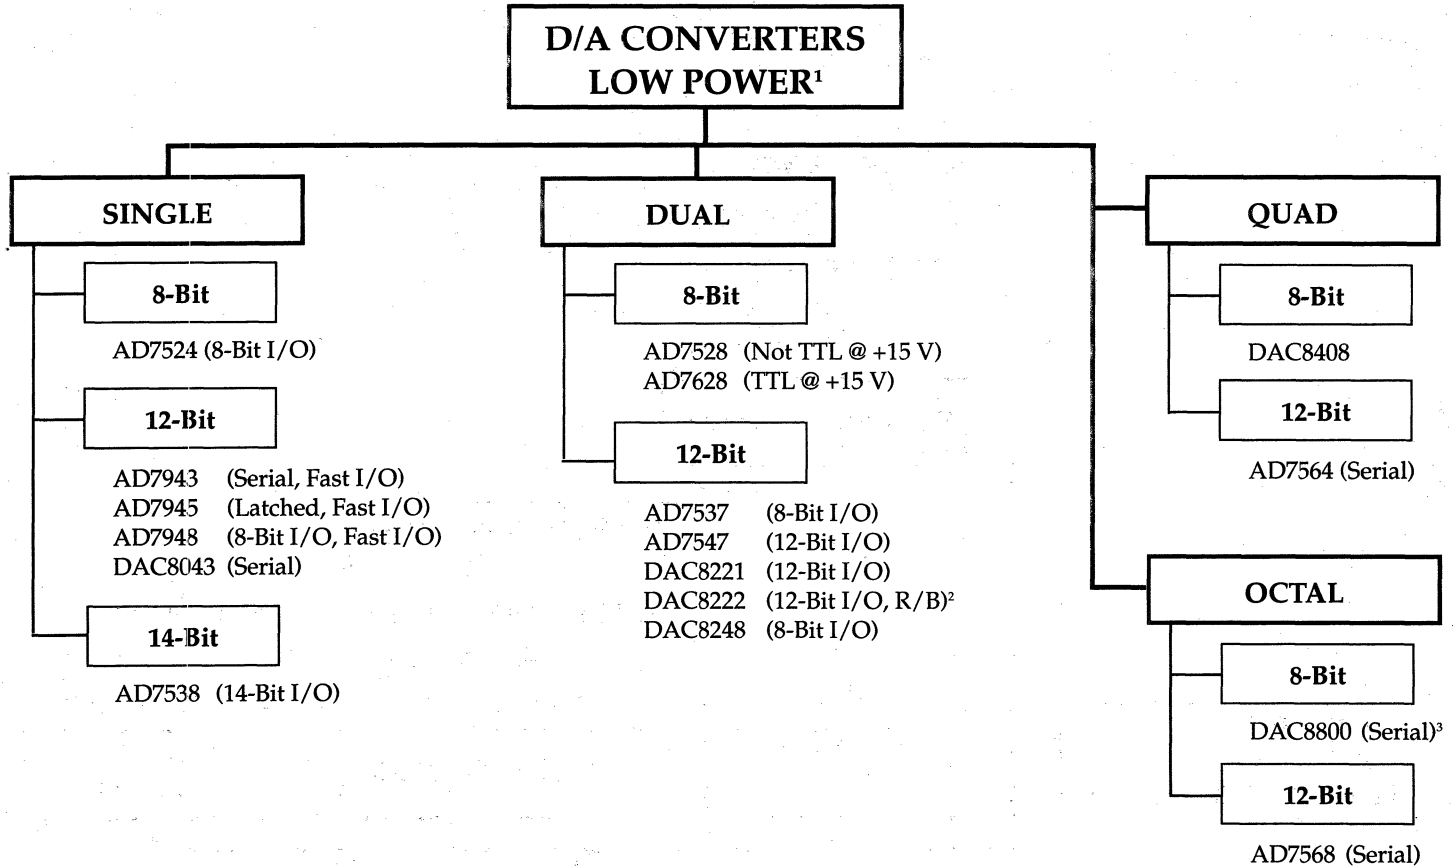 D/A CONVERTERS
LOW POWER¹
SINGLE
8-Bit
AD7524 (8-Bit I/O)
12-Bit
AD7943 (Serial, Fast I/O)
AD7945 (Latched, Fast I/O)
AD7948 (8-Bit I/O, Fast I/O)
DAC8043 (Serial)
14-Bit
AD7538 (14-Bit I/O)
DUAL
8-Bit
AD7528 (Not TTL @ +15 V)
AD7628 (TTL @ +15 V)
12-Bit
AD7537 (8-Bit I/O)
AD7547 (12-Bit I/O)
DAC8221 (12-Bit I/O)
DAC8222 (12-Bit I/O, R/B)²
DAC8248 (8-Bit I/O)
QUAD
8-Bit
DAC8408
12-Bit
AD7564 (Serial)
OCTAL
8-Bit
DAC8800 (Serial)³
12-Bit
AD7568 (Serial)